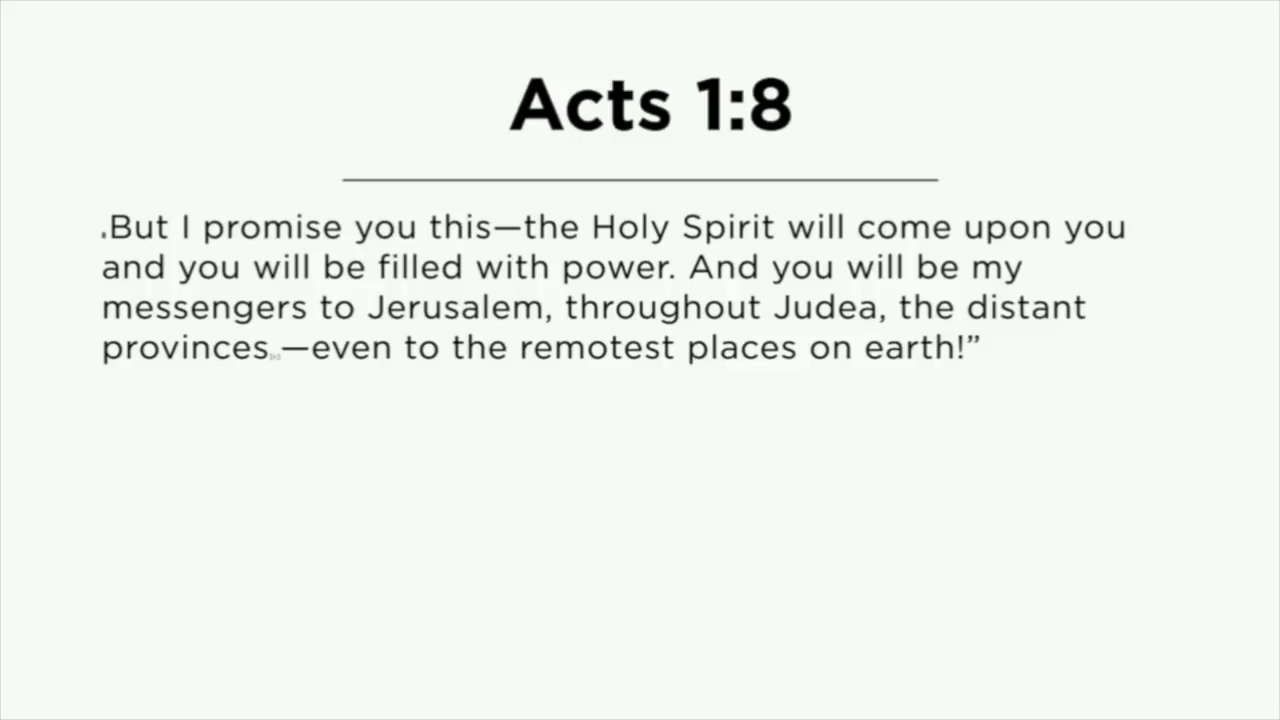 Acts 1:8
But I promise you this—the Holy Spirit will come upon you
and you will be filled with power. And you will be my
messengers to Jerusalem, throughout Judea, the distant
provinces—even to the remotest places on earth!”